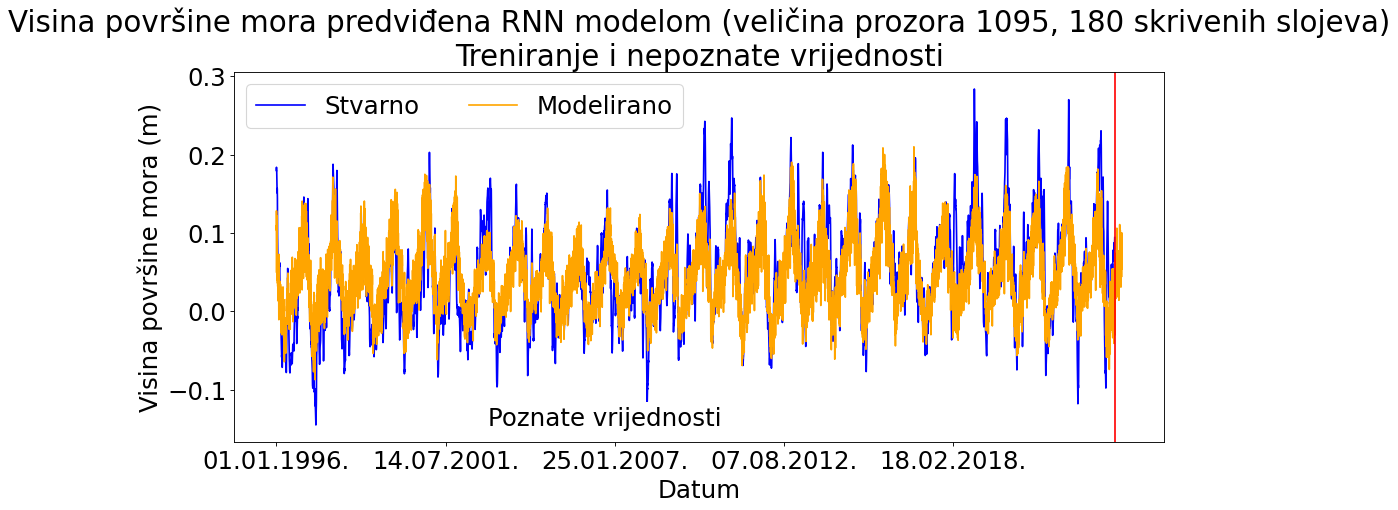 Visina površine mora predviđena RNN modelom (veličina prozora 1095, 180 skrivenih slojeva)
Treniranje i nepoznate vrijednosti
Stvarno
Modelirano
Visina površine mora (m)
0.3
0.2
0.1
0.0
−0.1
Poznate vrijednosti
01.01.1996.
14.07.2001.
25.01.2007.
07.08.2012.
18.02.2018.
Datum